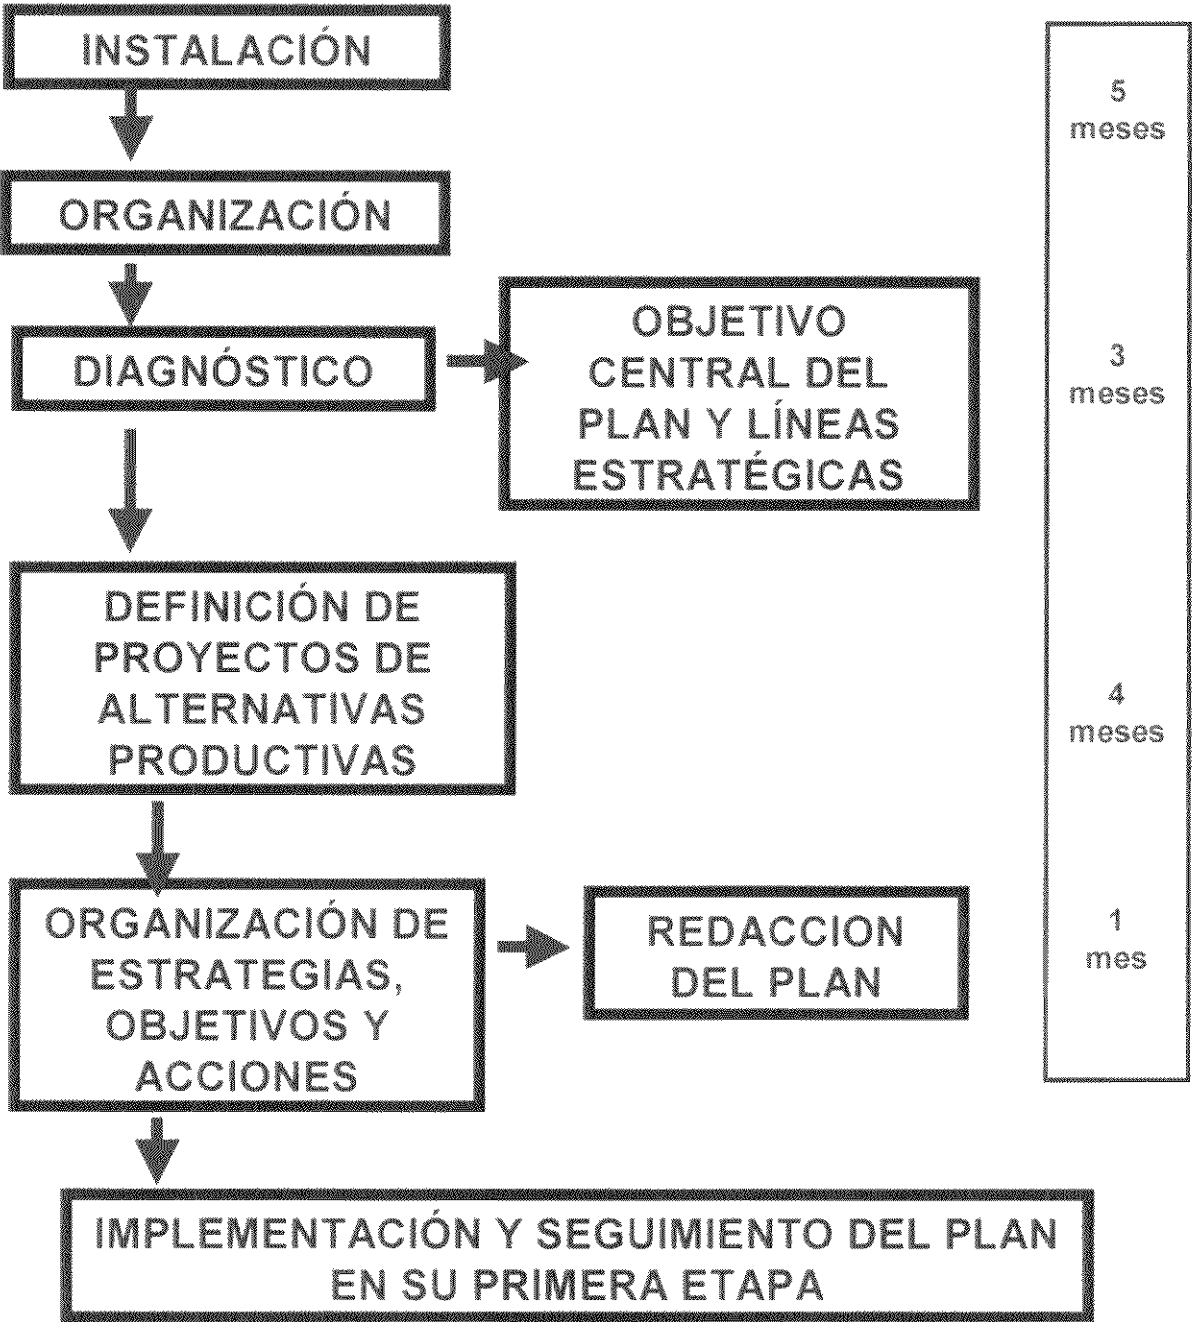 INSTALACIÓN
ORGANIZACIÓN
DIAGNÓSTICO
OBJETIVO
CENTRAL DEL
PLAN Y LÍNEAS
ESTRATÉGICAS
DEFINICIÓN DE
PROYECTOS DE
ALTERNATIVAS
PRODUCTIVAS
ORGANIZACIÓN DE
ESTRATEGIAS,
OBJETIVOS Y
ACCIONES
REDACCION
DEL PLAN
IMPLEMENTACIÓN Y SEGUIMIENTO DEL PLAN
EN SU PRIMERA ETAPA
5
meses
3
meses
4
meses
1
mes